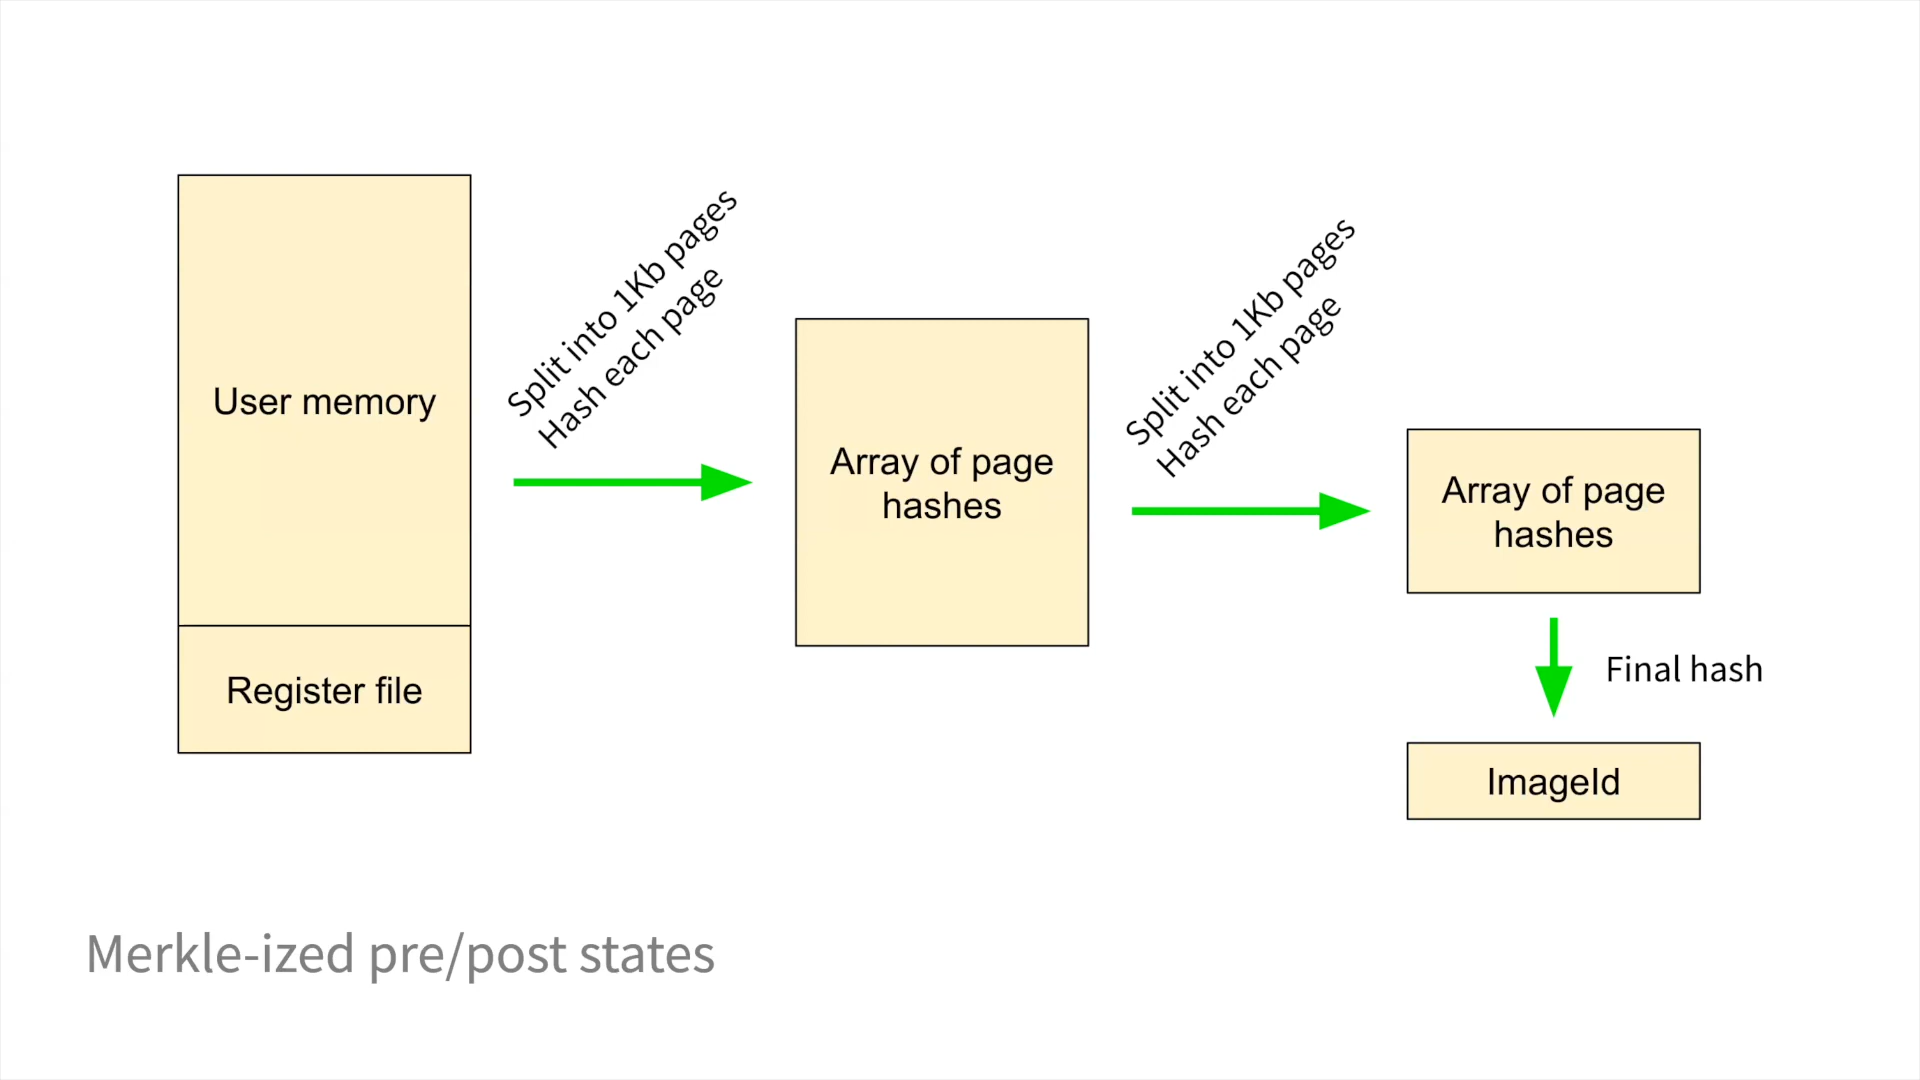 User memory
Register file
Split into 1Kb pages
Hash each page
Array of page
hashes
Split into 1Kb pages
Hash each page
Array of page
hashes
Final hash
ImageId
Merkle-ized pre/post states